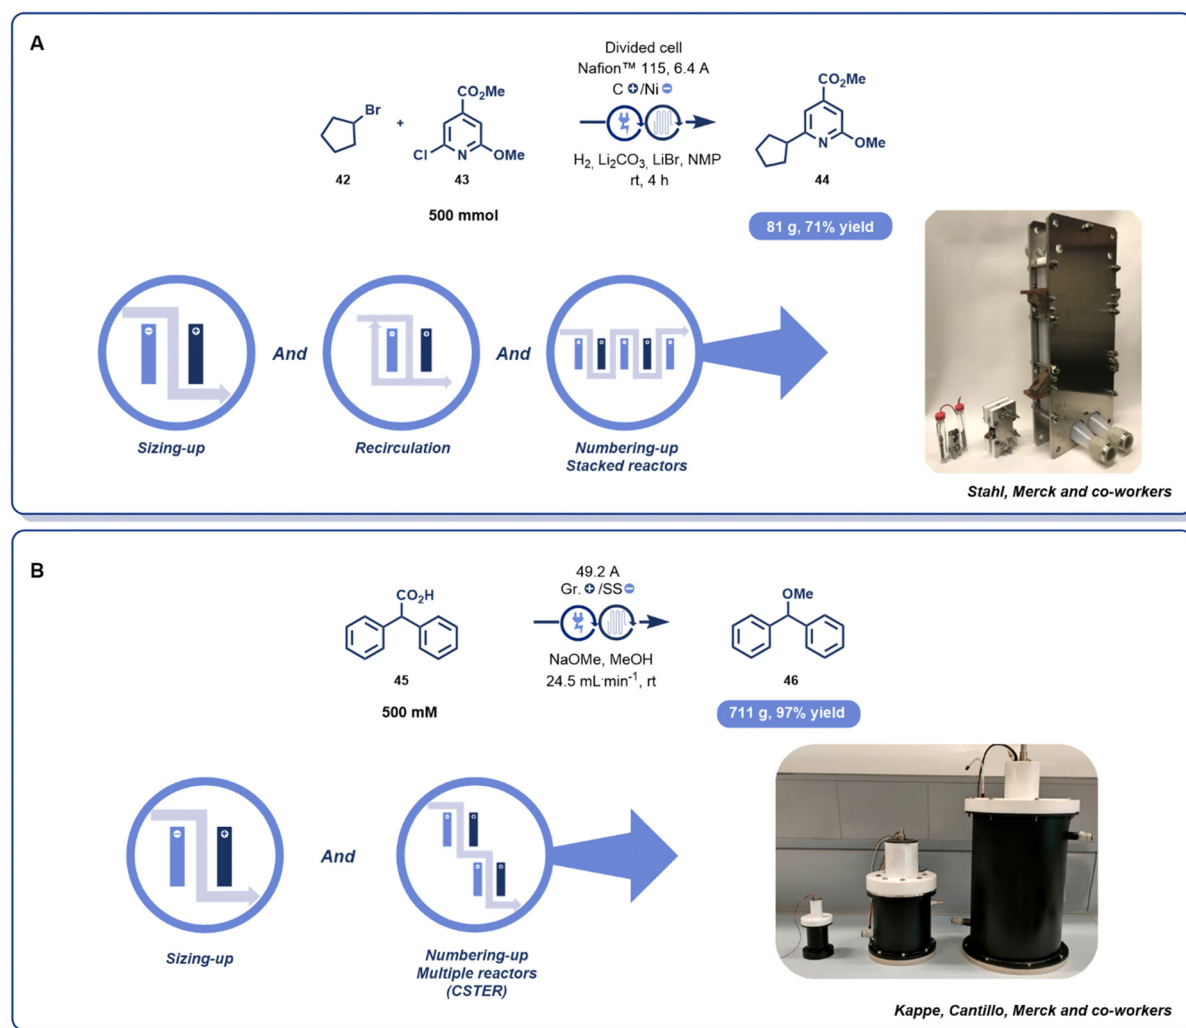 A
Divided cell
Nafion™ 115, 6.4 A
C + /Ni −
H₂, Li₂CO₃, LiBr, NMP
rt, 4 h
Br
42
+
CO₂Me
Cl
N
OMe
43
500 mmol
CO₂Me
N
OMe
44
81 g, 71% yield
Sizing-up
And
Recirculation
And
Numbering-up
Stacked reactors
Stahl, Merck and co-workers
B
CO₂H
45
500 mM
49.2 A
Gr. + /SS −
NaOMe, MeOH
24.5 mL·min⁻¹, rt
OMe
46
711 g, 97% yield
Sizing-up
And
Numbering-up
Multiple reactors
(CSTER)
Kappe, Cantillo, Merck and co-workers